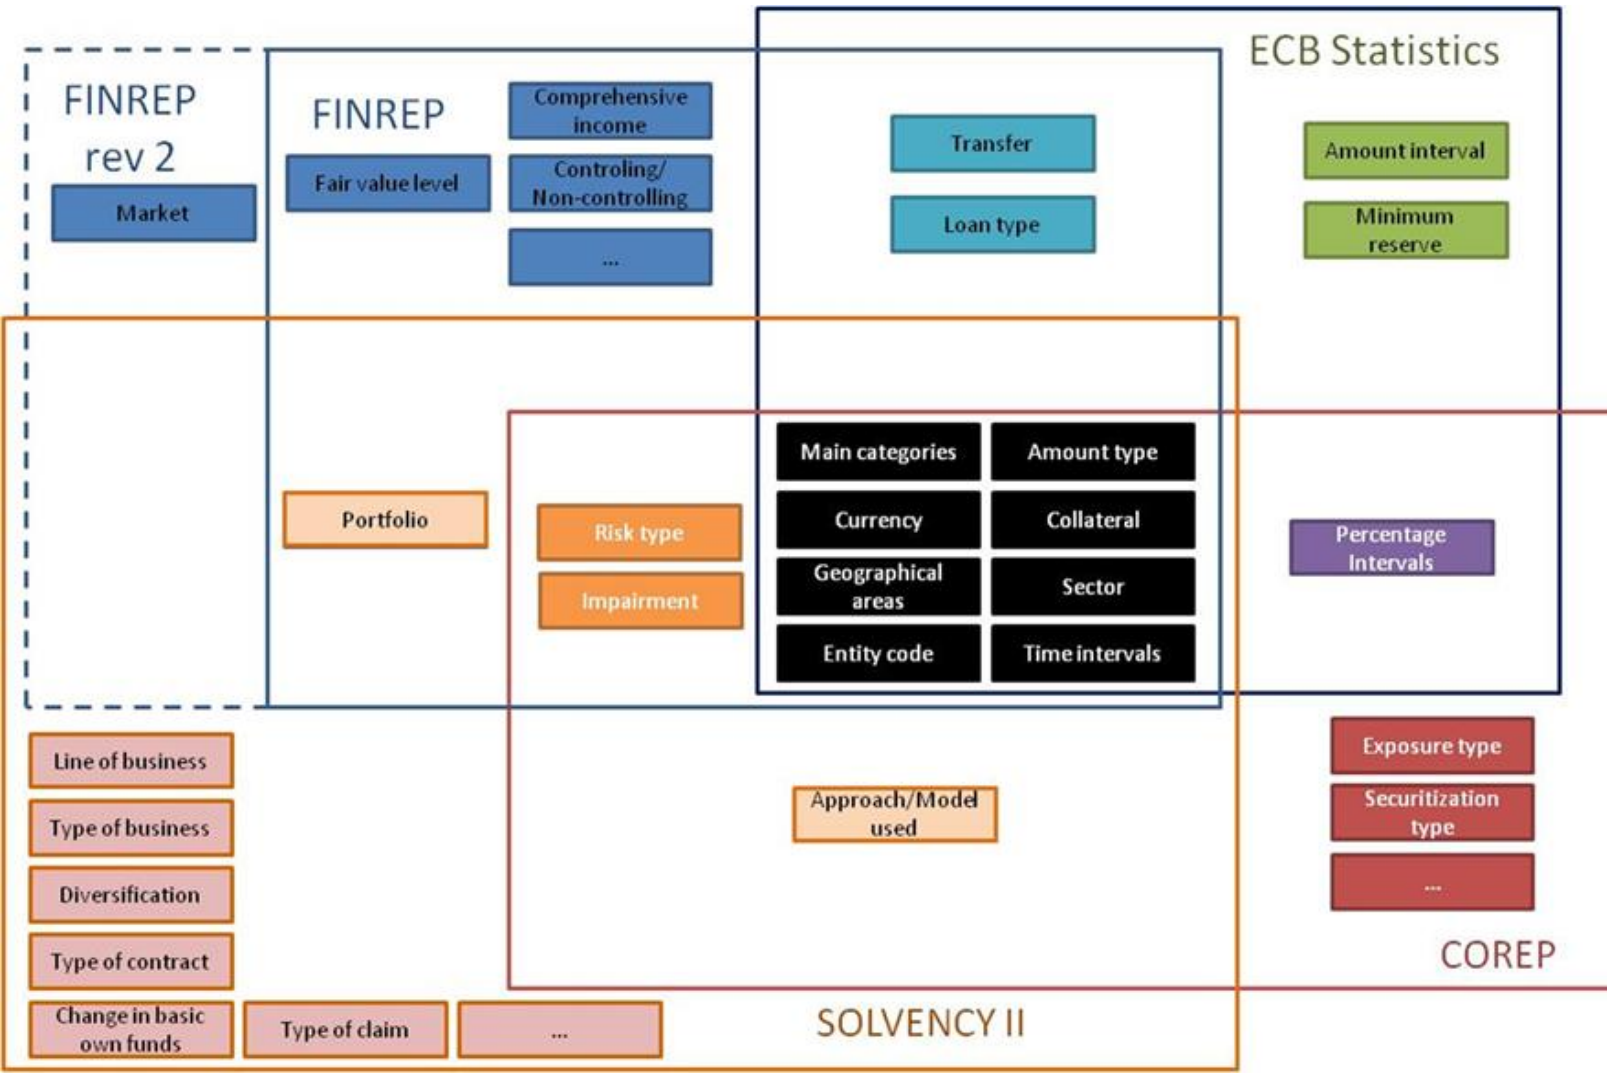 ECB Statistics
FINREP
rev 2
FINREP
Comprehensive
income
Transfer
Amount interval
Market
Fair value level
Controling/
Non-controlling
Loan type
Minimum
reserve
...
Main categories
Amount type
Portfolio
Risk type
Currency
Collateral
Percentage
Intervals
Impairment
Geographical
areas
Sector
Entity code
Time intervals
Line of business
Exposure type
Type of business
Approach/Model
used
Securitization
type
Diversification
...
Type of contract
COREP
Change in basic
own funds
Type of claim
...
SOLVENCY II